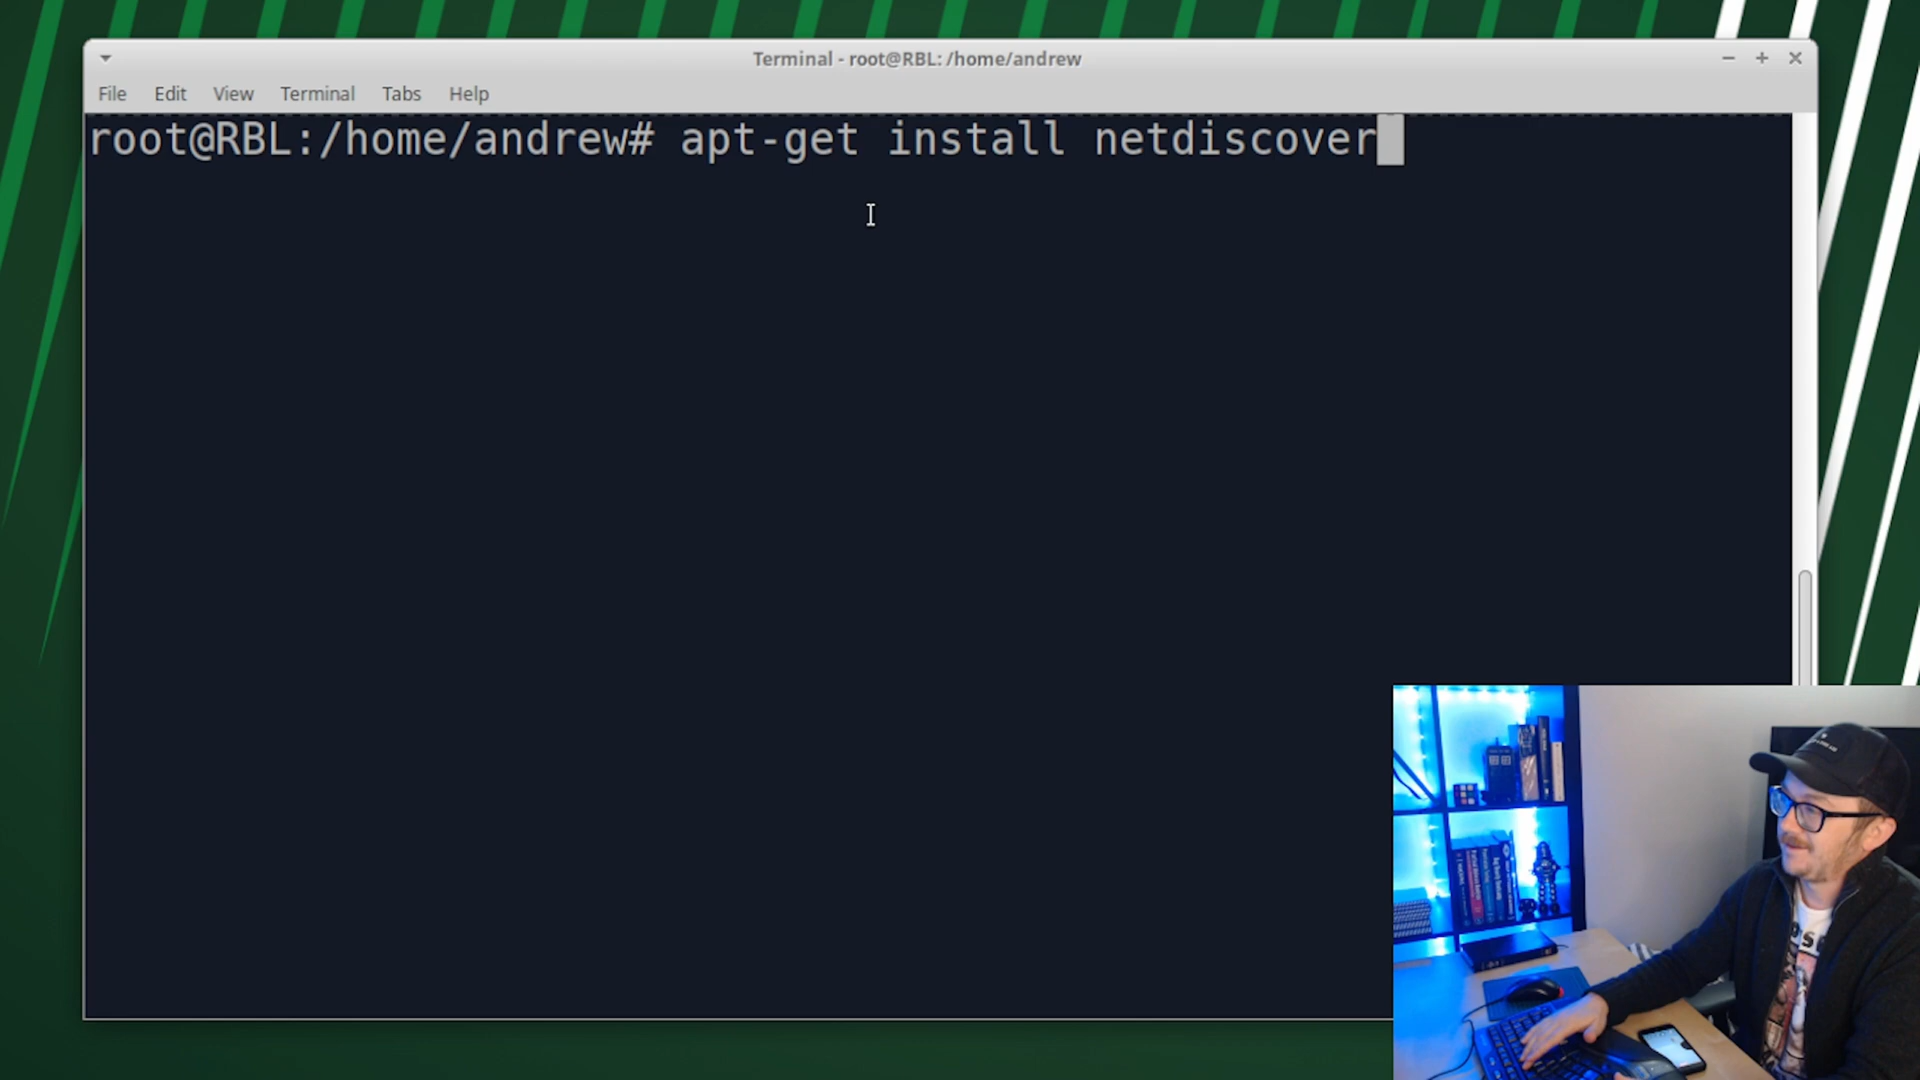 Terminal - root@RBL: /home/andrew
File Edit View Terminal Tabs Help
root@RBL:/home/andrew# apt-get install netdiscover